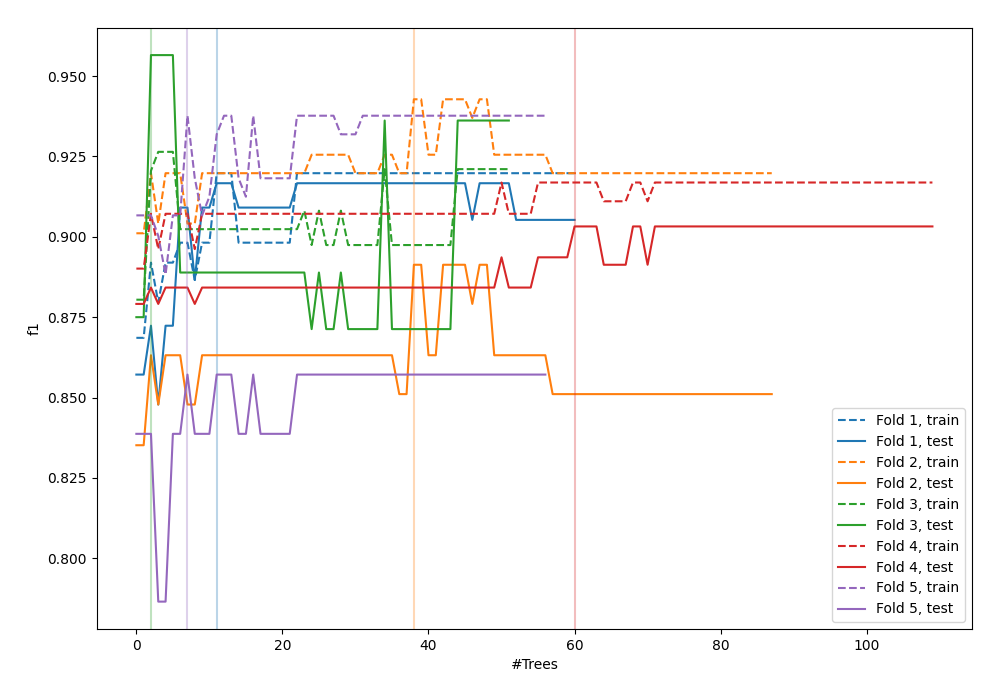 0.950
0.925
0.900
0.875
0.850
0.825
0.800
f1
0 20 40 60 80 100
#Trees
Fold 1, train
Fold 1, test
Fold 2, train
Fold 2, test
Fold 3, train
Fold 3, test
Fold 4, train
Fold 4, test
Fold 5, train
Fold 5, test